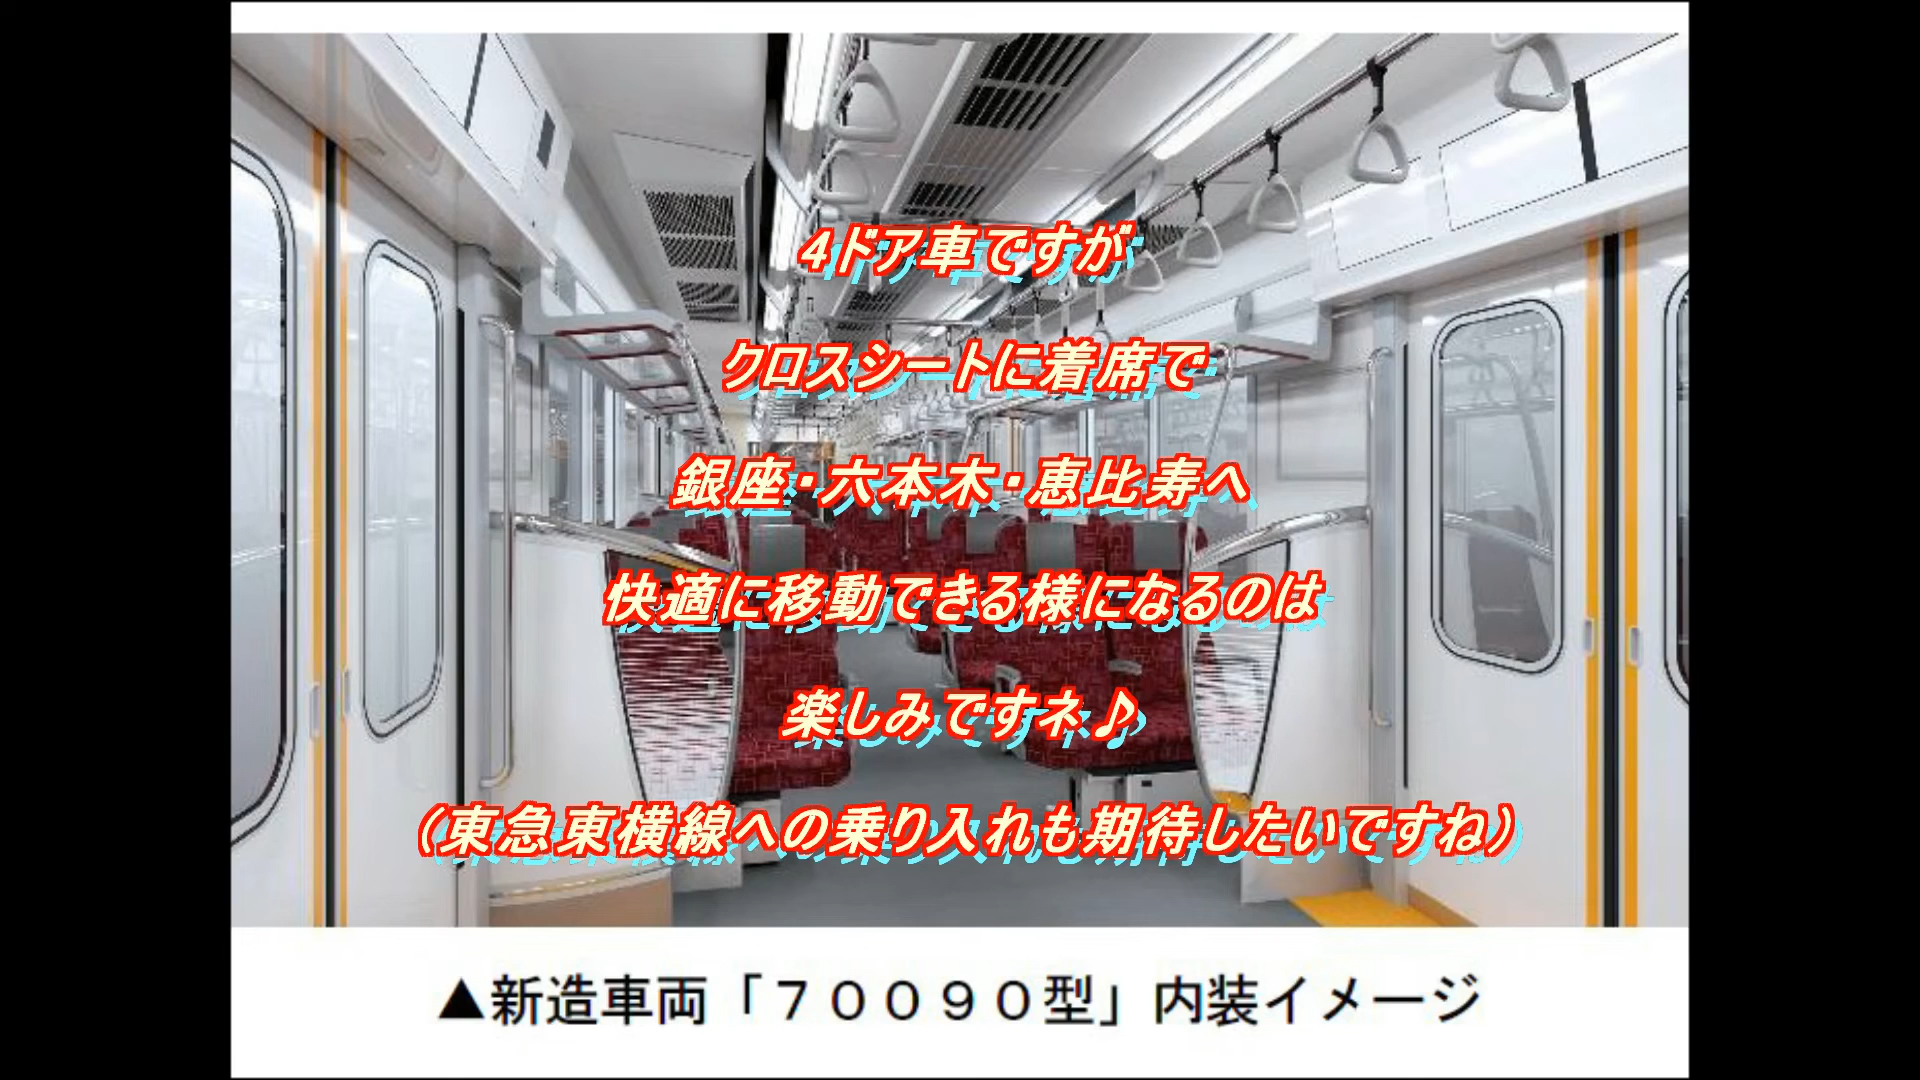 4ドア車ですが
クロスシートに着席で
銀座・六本木・恵比寿へ
快適に移動できる様になるのは
楽しみですネ♪
（東急東横線への乗り入れも期待したいですね）
▲新造車両「７００９０型」内装イメージ